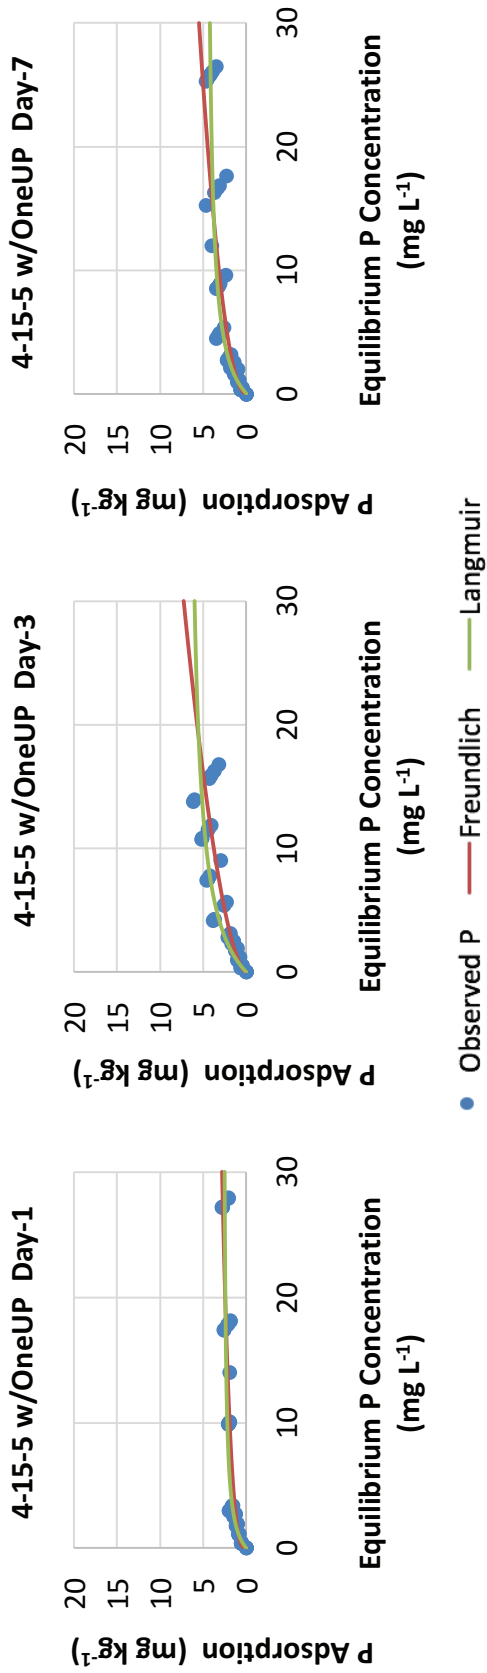 4-15-5 w/OneUP Day-1
P Adsorption (mg kg⁻¹)
20
15
10
5
0
0 10 20 30
Equilibrium P Concentration
(mg L⁻¹)
4-15-5 w/OneUP Day-3
P Adsorption (mg kg⁻¹)
20
15
10
5
0
0 10 20 30
Equilibrium P Concentration
(mg L⁻¹)
4-15-5 w/OneUP Day-7
P Adsorption (mg kg⁻¹)
20
15
10
5
0
0 10 20 30
Equilibrium P Concentration
(mg L⁻¹)
Observed P Freundlich Langmuir